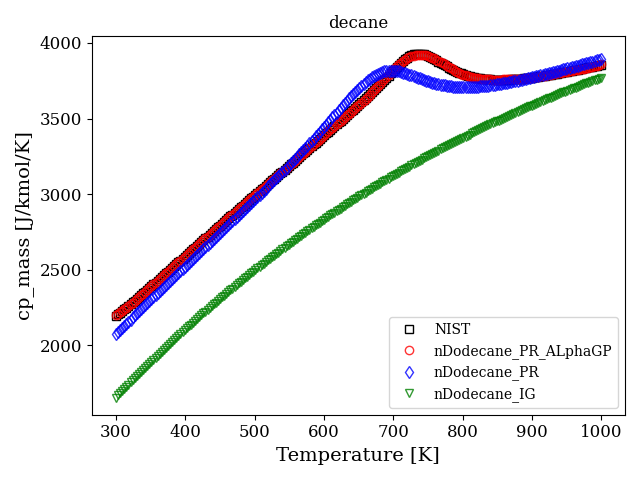 decane
4000
3500
3000
2500
2000
cp_mass [J/kmol/K]
NIST
nDodecane_PR_ALphaGP
nDodecane_PR
nDodecane_IG
300 400 500 600 700 800 900 1000
Temperature [K]